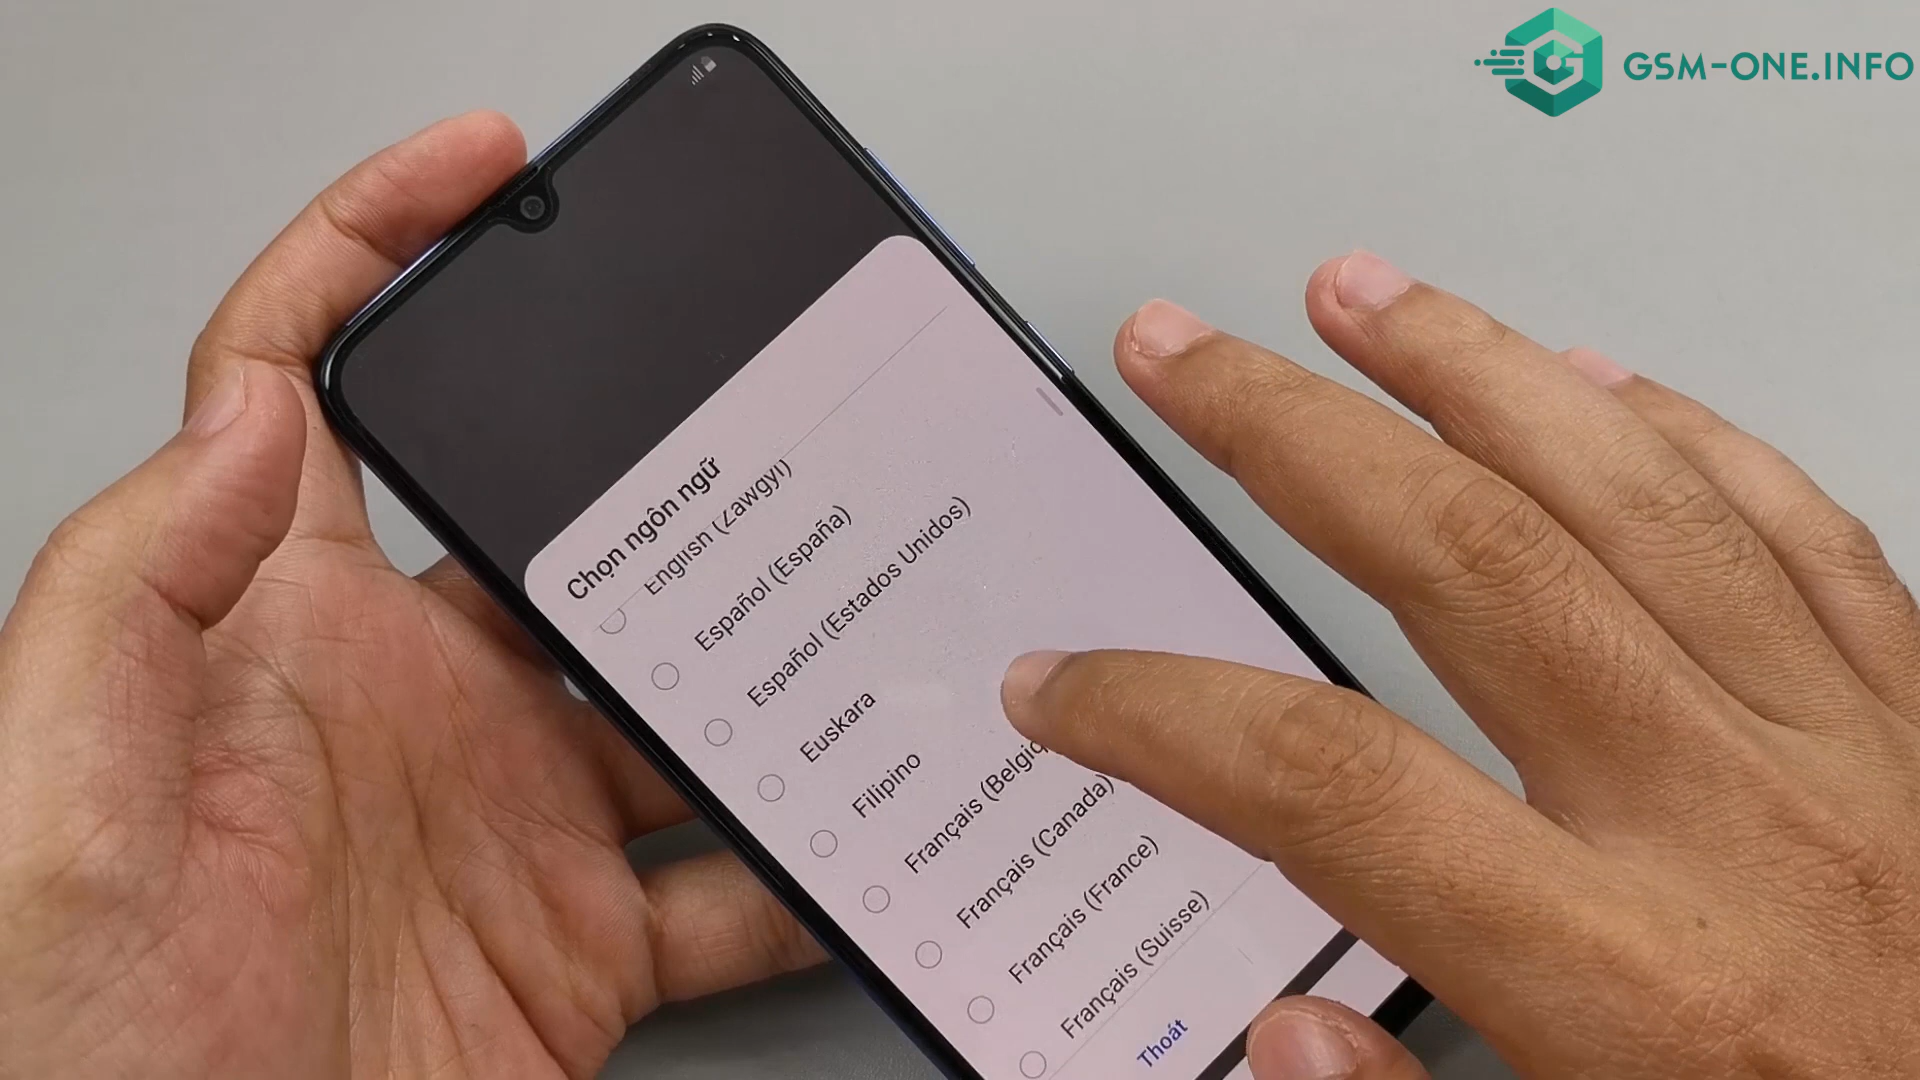 GSM-ONE.INFO
Chọn ngôn ngữ
English (Zawgyi)
Español (España)
Español (Estados Unidos)
Euskara
Filipino
Français
Français (Canada)
Français (France)
Français (Suisse)
Thoát